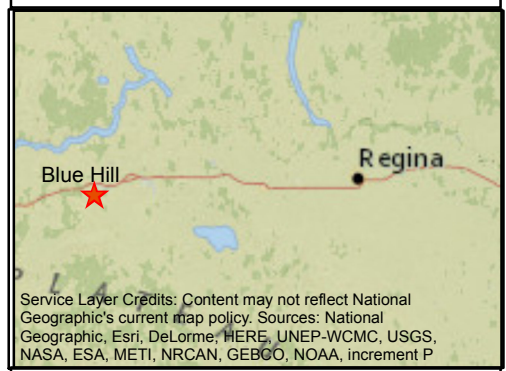 Regina
Blue Hill
P L A T E A U
Service Layer Credits: Content may not reflect National
Geographic's current map policy. Sources: National
Geographic, Esri, DeLorme, HERE, UNEP-WCMC, USGS,
NASA, ESA, METI, NRCAN, GEBCO, NOAA, increment P